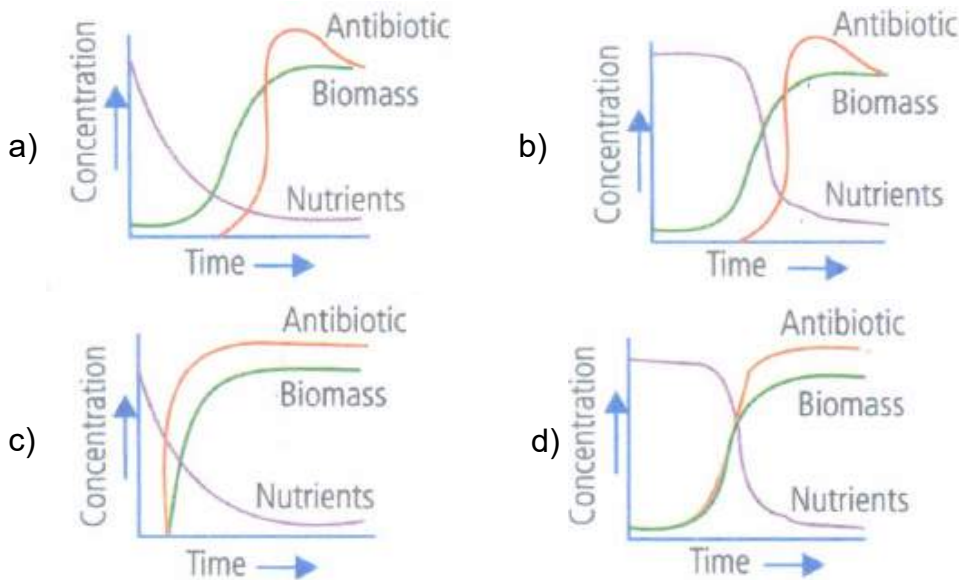 a)
Concentration
Antibiotic
Biomass
Nutrients
Time
b)
Concentration
Antibiotic
Biomass
Nutrients
Time
c)
Concentration
Antibiotic
Biomass
Nutrients
Time
d)
Concentration
Antibiotic
Biomass
Nutrients
Time